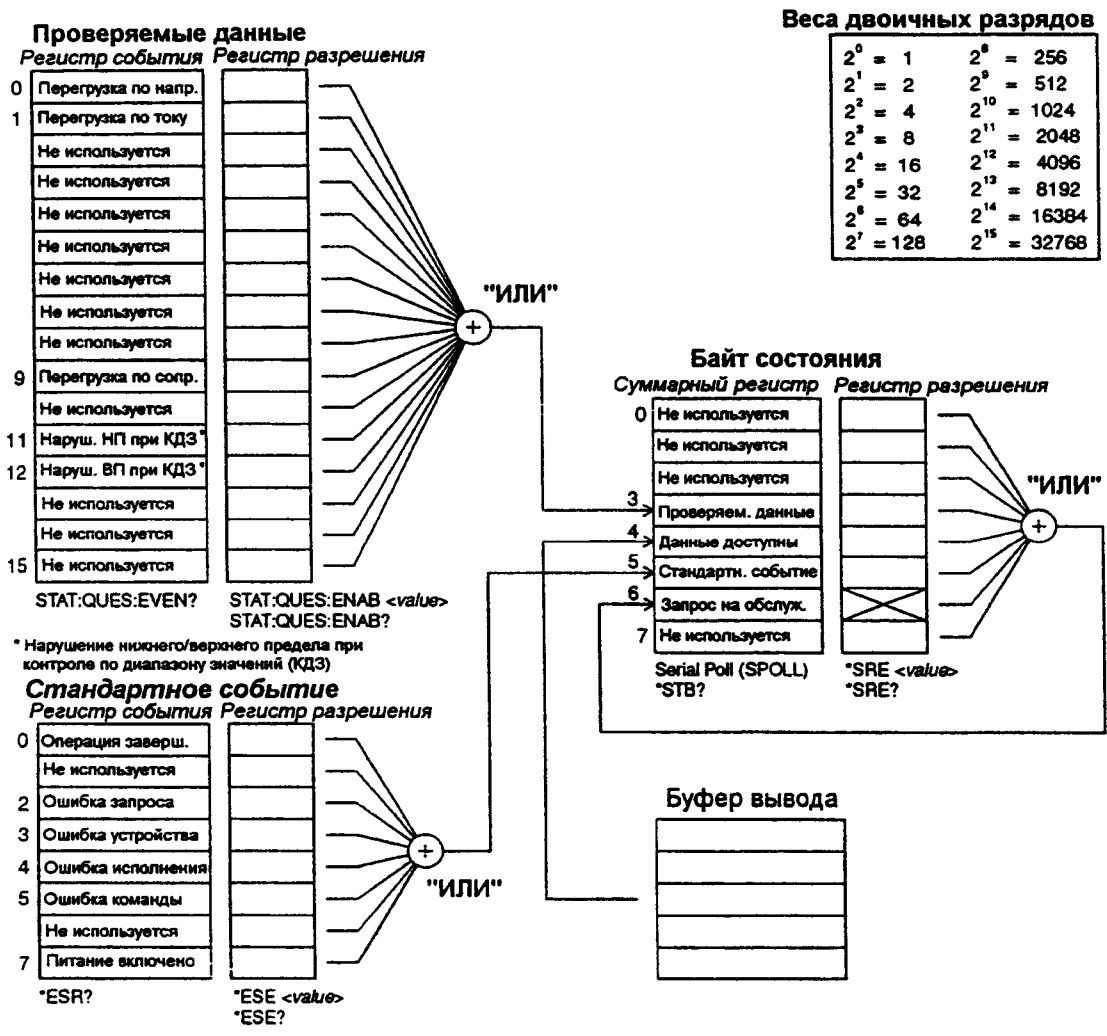 Проверяемые данные
Регистр события Регистр разрешения
0 Перегрузка по напр.
1 Перегрузка по току
Не используется
Не используется
Не используется
Не используется
Не используется
Не используется
Не используется
9 Перегрузка по сопр.
Не используется
11 Наруш. НП при КДЗ*
12 Наруш. ВП при КДЗ*
Не используется
Не используется
15 Не используется
STAT:QUES:EVEN? STAT:QUES:ENAB <value>
STAT:QUES:ENAB?
"ИЛИ"
* Нарушение нижнего/верхнего предела при
контроле по диапазону значений (КДЗ)
Веса двоичных разрядов
2⁰ = 1 2⁸ = 256
2¹ = 2 2⁹ = 512
2² = 4 2¹⁰ = 1024
2³ = 8 2¹¹ = 2048
2⁴ = 16 2¹² = 4096
2⁵ = 32 2¹³ = 8192
2⁶ = 64 2¹⁴ = 16384
2⁷ = 128 2¹⁵ = 32768
Байт состояния
Суммарный регистр Регистр разрешения
0 Не используется
Не используется
Не используется
3 Проверяем. данные
4 Данные доступны
5 Стандартн. событие
6 Запрос на обслуж.
7 Не используется
"ИЛИ"
Serial Poll (SPOLL) *SRE <value>
*STB? *SRE?
Стандартное событие
Регистр события Регистр разрешения
0 Операция заверш.
Не используется
2 Ошибка запроса
3 Ошибка устройства
4 Ошибка исполнения
5 Ошибка команды
Не используется
7 Питание включено
"ИЛИ"
*ESR? *ESE <value>
*ESE?
Буфер вывода